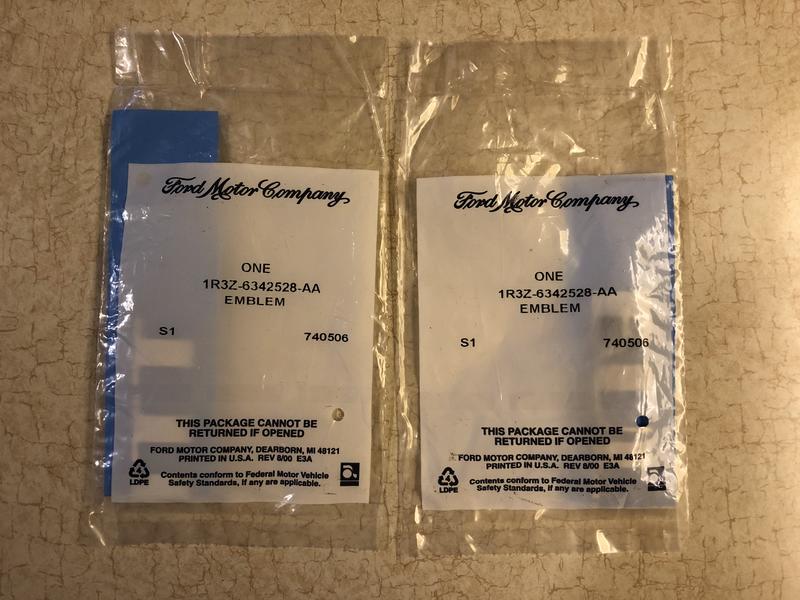 Ford Motor Company
ONE
1R3Z-6342528-AA
EMBLEM
S1 740506
THIS PACKAGE CANNOT BE
RETURNED IF OPENED
FORD MOTOR COMPANY, DEARBORN, MI 48121
PRINTED IN U.S.A. REV 8/00 E3A
LDPE
Contents conform to Federal Motor Vehicle
Safety Standards, if any are applicable.
Ford Motor Company
ONE
1R3Z-6342528-AA
EMBLEM
S1 740506
THIS PACKAGE CANNOT BE
RETURNED IF OPENED
FORD MOTOR COMPANY, DEARBORN, MI 48121
PRINTED IN U.S.A. REV 8/00 E3A
LDPE
Contents conform to Federal Motor Vehicle
Safety Standards, if any are applicable.